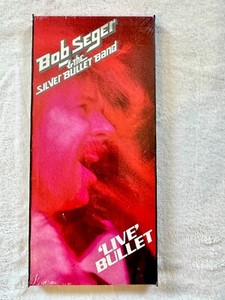 Bob Seger
& the
Silver Bullet Band
'LIVE'
BULLET